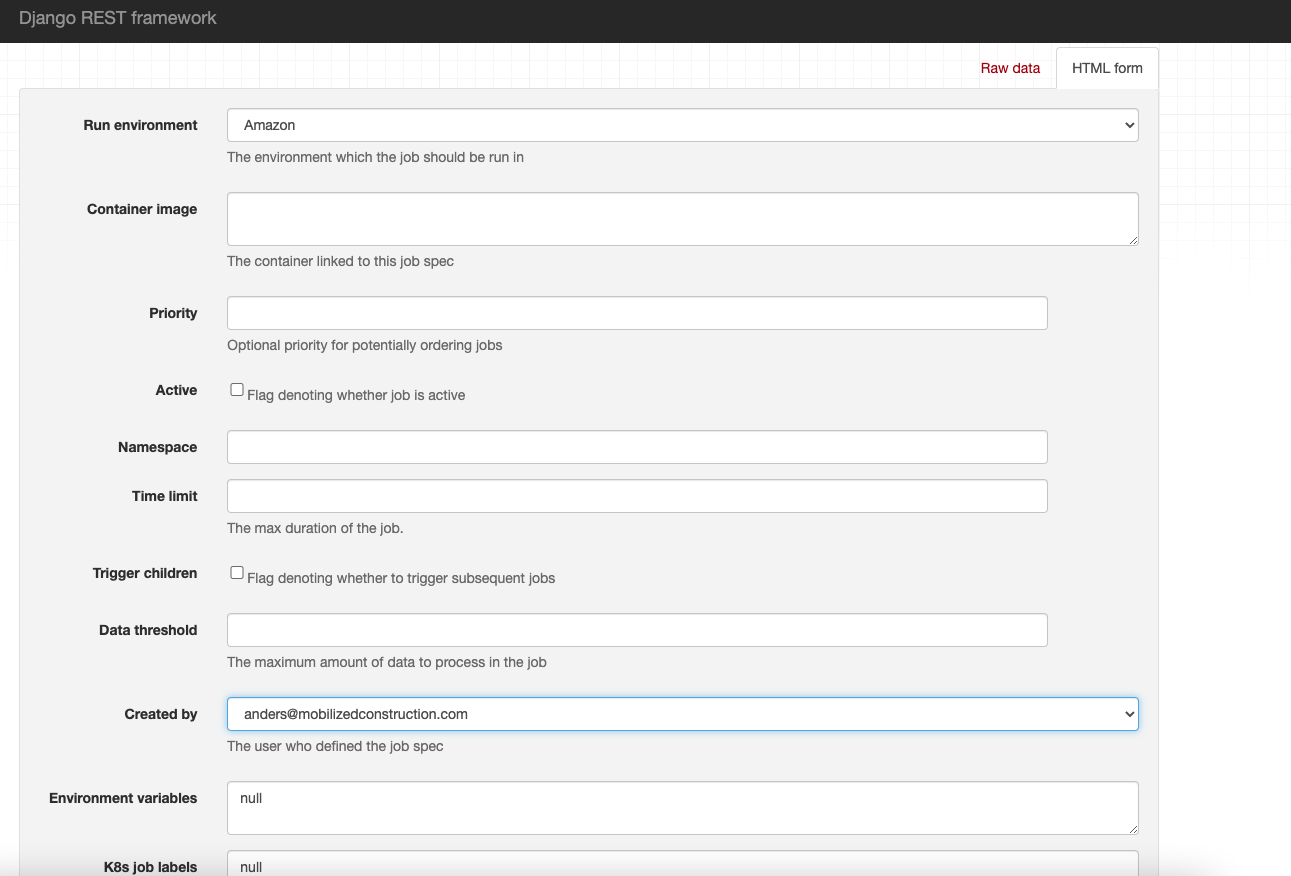 Django REST framework
Raw data
HTML form
Run environment
Amazon
The environment which the job should be run in
Container image
The container linked to this job spec
Priority
Optional priority for potentially ordering jobs
Active
Flag denoting whether job is active
Namespace
Time limit
The max duration of the job.
Trigger children
Flag denoting whether to trigger subsequent jobs
Data threshold
The maximum amount of data to process in the job
Created by
anders@mobilizedconstruction.com
The user who defined the job spec
Environment variables
null
K8s job labels
null